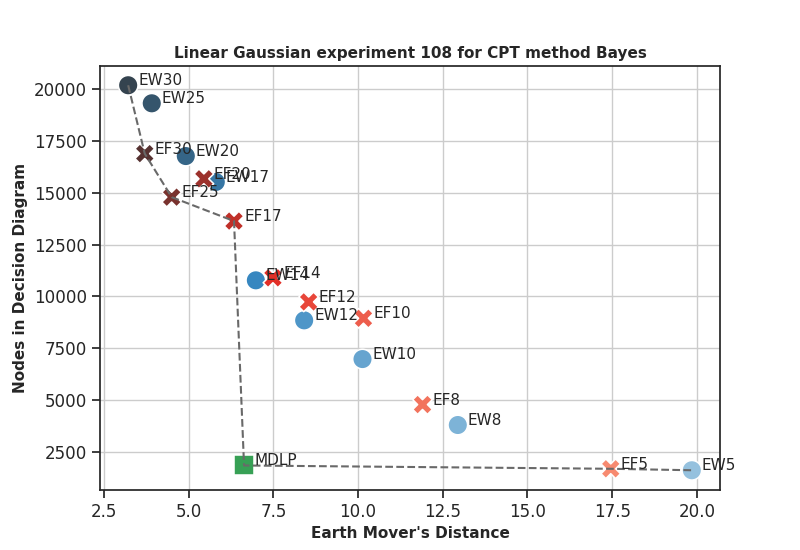 Linear Gaussian experiment 108 for CPT method Bayes
Nodes in Decision Diagram
20000
17500
15000
12500
10000
7500
5000
2500
EW30
EW25
EF30
EW20
EF20
EW17
EF25
EF17
EW14
EF14
EF12
EW12
EF10
EW10
EF8
EW8
MDLP
EF5
EW5
2.5 5.0 7.5 10.0 12.5 15.0 17.5 20.0
Earth Mover's Distance